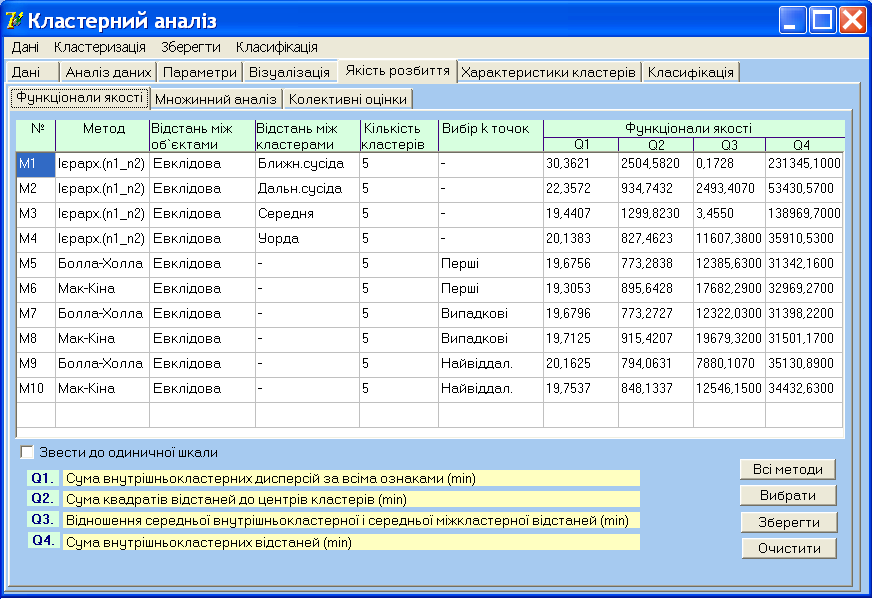 Кластерний аналіз
Дані Кластеризація Зберегти Класифікація
Дані Аналіз даних Параметри Візуалізація Якість розбиття Характеристики кластерів Класифікація
Функціонали якості Множинний аналіз Колективні оцінки
№ Метод Відстань між об`єктами Відстань між кластерами Кількість кластерів Вибір k точок Функціонали якості
Q1 Q2 Q3 Q4
M1 Ієрарх.(n1_n2) Евклідова Ближн.сусіда 5 - 30,3621 2504,5820 0,1728 231345,1000
M2 Ієрарх.(n1_n2) Евклідова Дальн.сусіда 5 - 22,3572 934,7432 2493,4070 53430,5700
M3 Ієрарх.(n1_n2) Евклідова Середня 5 - 19,4407 1299,8230 3,4550 138969,7000
M4 Ієрарх.(n1_n2) Евклідова Уорда 5 - 20,1383 827,4623 11607,3800 35910,5300
M5 Болла-Холла Евклідова - 5 Перші 19,6756 773,2838 12385,6300 31342,1600
M6 Мак-Кіна Евклідова - 5 Перші 19,3053 895,6428 17682,2900 32969,2700
M7 Болла-Холла Евклідова - 5 Випадкові 19,6796 773,2727 12322,0300 31398,2200
M8 Мак-Кіна Евклідова - 5 Випадкові 19,7125 915,4207 19679,3200 31501,1700
M9 Болла-Холла Евклідова - 5 Найвіддал. 20,1625 794,0631 7880,1070 35130,8900
M10 Мак-Кіна Евклідова - 5 Найвіддал. 19,7537 848,1337 12546,1500 34432,6300
Звести до одиничної шкали
Q1. Сума внутрішньокластерних дисперсій за всіма ознаками (min)
Q2. Сума квадратів відстаней до центрів кластерів (min)
Q3. Відношення середньої внутрішньокластерної і середньої міжкластерної відстаней (min)
Q4. Сума внутрішньокластерних відстаней (min)
Всі методи
Вибрати
Зберегти
Очистити